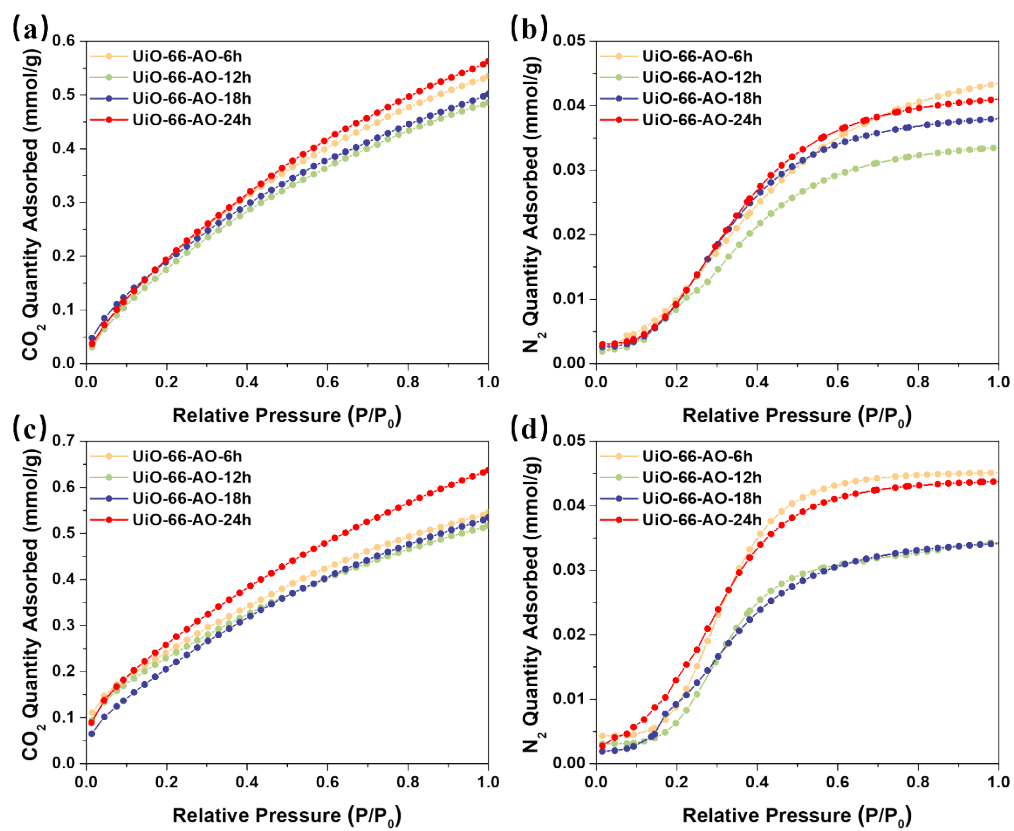 (a)
0.6
0.5
0.4
0.3
0.2
0.1
0.0
CO₂ Quantity Adsorbed (mmol/g)
UiO-66-AO-6h
UiO-66-AO-12h
UiO-66-AO-18h
UiO-66-AO-24h
0.0 0.2 0.4 0.6 0.8 1.0
Relative Pressure (P/P₀)
(b)
0.05
0.04
0.03
0.02
0.01
0.00
N₂ Quantity Adsorbed (mmol/g)
UiO-66-AO-6h
UiO-66-AO-12h
UiO-66-AO-18h
UiO-66-AO-24h
0.0 0.2 0.4 0.6 0.8 1.0
Relative Pressure (P/P₀)
(c)
0.7
0.6
0.5
0.4
0.3
0.2
0.1
0.0
CO₂ Quantity Adsorbed (mmol/g)
UiO-66-AO-6h
UiO-66-AO-12h
UiO-66-AO-18h
UiO-66-AO-24h
0.0 0.2 0.4 0.6 0.8 1.0
Relative Pressure (P/P₀)
(d)
0.05
0.04
0.03
0.02
0.01
0.00
N₂ Quantity Adsorbed (mmol/g)
UiO-66-AO-6h
UiO-66-AO-12h
UiO-66-AO-18h
UiO-66-AO-24h
0.0 0.2 0.4 0.6 0.8 1.0
Relative Pressure (P/P₀)